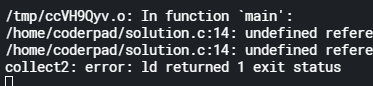 /tmp/ccVH9Qyv.o: In function `main':
/home/coderpad/solution.c:14: undefined refere
/home/coderpad/solution.c:14: undefined refere
collect2: error: ld returned 1 exit status